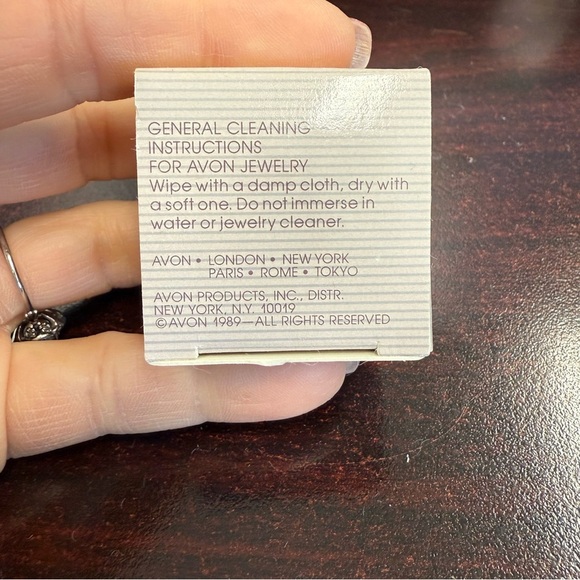 GENERAL CLEANING
INSTRUCTIONS
FOR AVON JEWELRY
Wipe with a damp cloth, dry with
a soft one. Do not immerse in
water or jewelry cleaner.
AVON • LONDON • NEW YORK
PARIS • ROME • TOKYO
AVON PRODUCTS, INC., DISTR.
NEW YORK, N.Y. 10019
©AVON 1989—ALL RIGHTS RESERVED